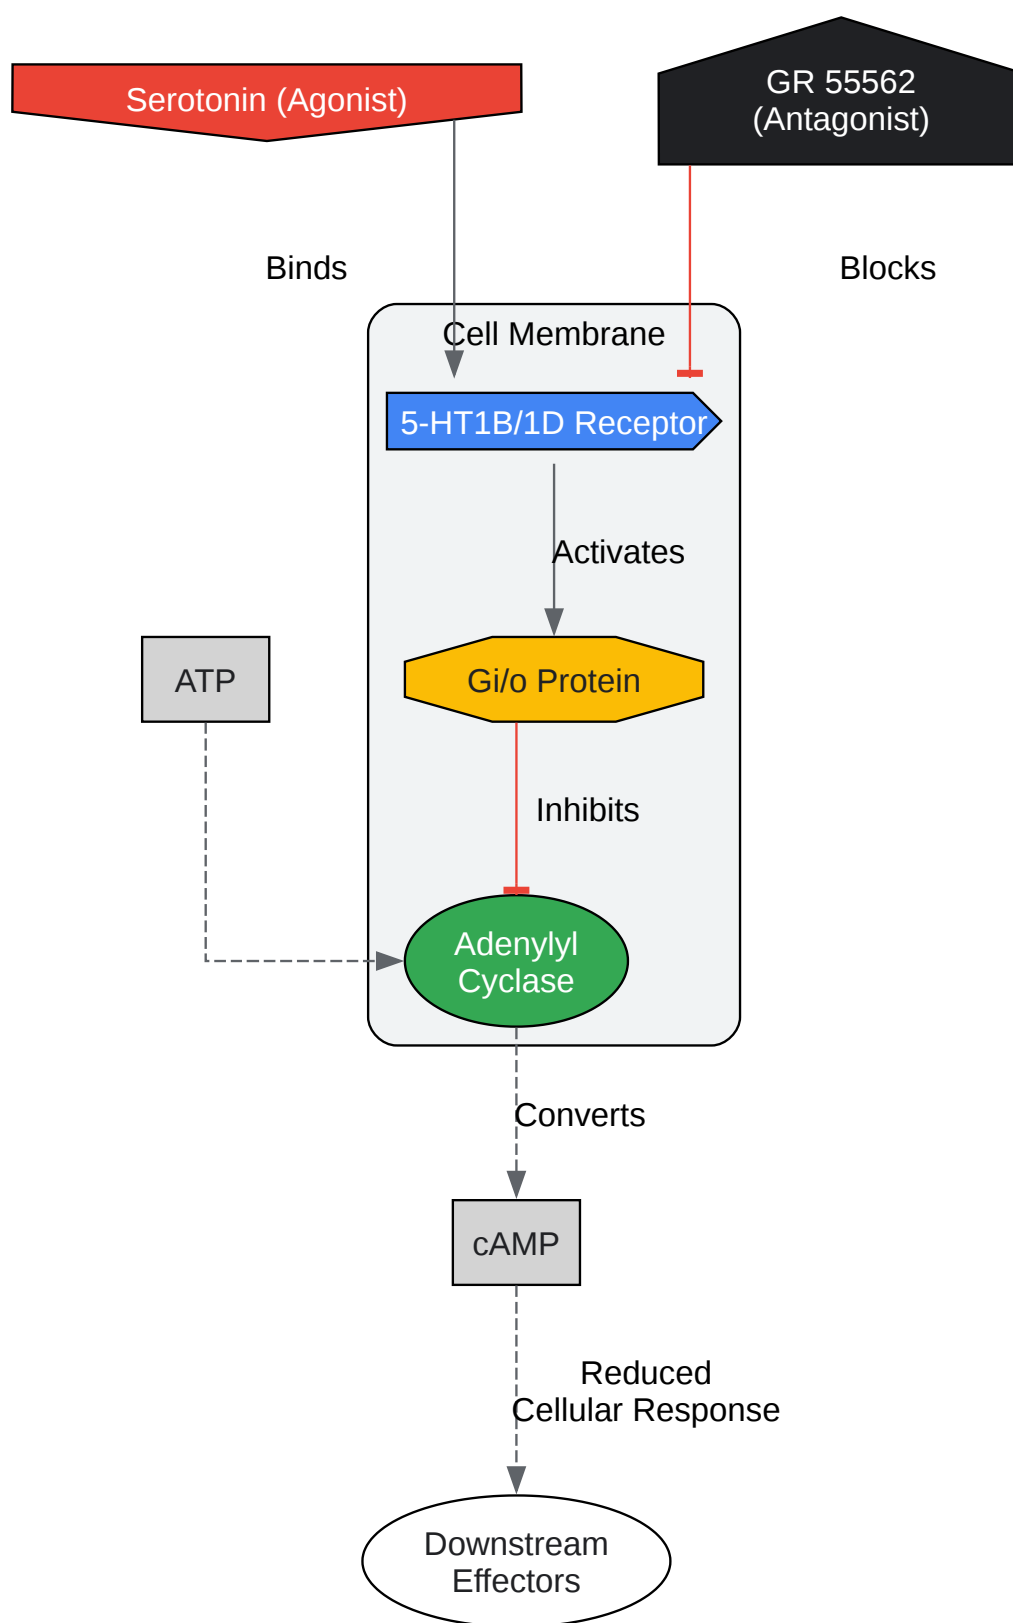 Serotonin (Agonist)
GR 55562
(Antagonist)
Binds
Blocks
Cell Membrane
5-HT1B/1D Receptor
Activates
ATP
Gi/o Protein
Inhibits
Adenylyl
Cyclase
Converts
cAMP
Reduced
Cellular Response
Downstream
Effectors